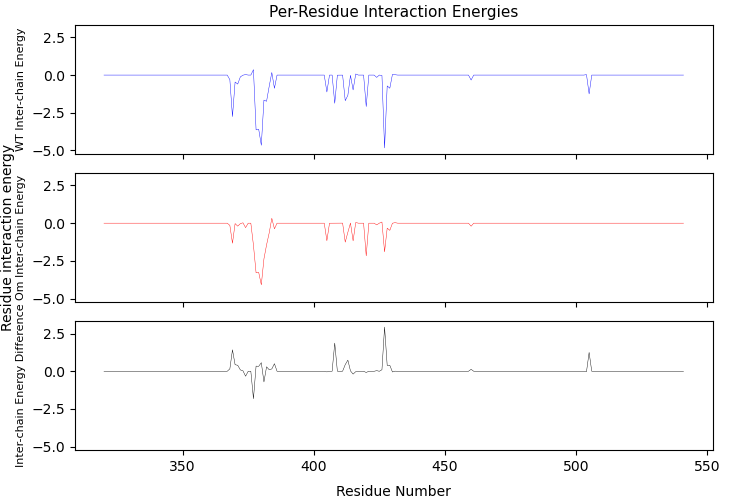 Per-Residue Interaction Energies
Residue interaction energy
WT Inter-chain Energy
2.5
0.0
−2.5
−5.0
Om Inter-chain Energy
2.5
0.0
−2.5
−5.0
Inter-chain Energy Difference
2.5
0.0
−2.5
−5.0
350
400
450
500
550
Residue Number